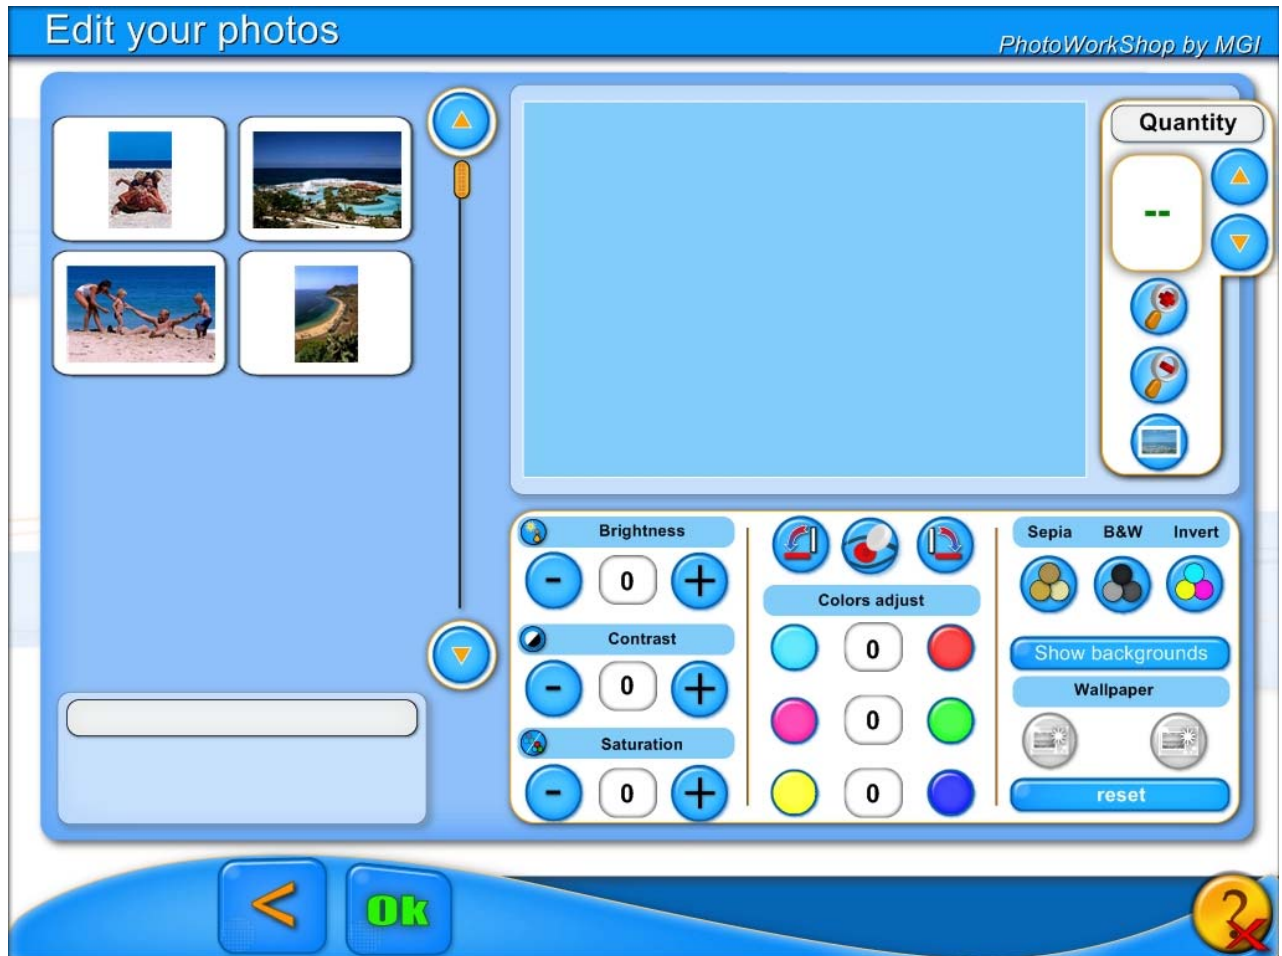 Edit your photos
PhotoWorkShop by MGI
Quantity
--
Brightness
- 0 +
Contrast
- 0 +
Saturation
- 0 +
Colors adjust
0
0
0
Sepia B&W Invert
Show backgrounds
Wallpaper
reset
< Ok
?